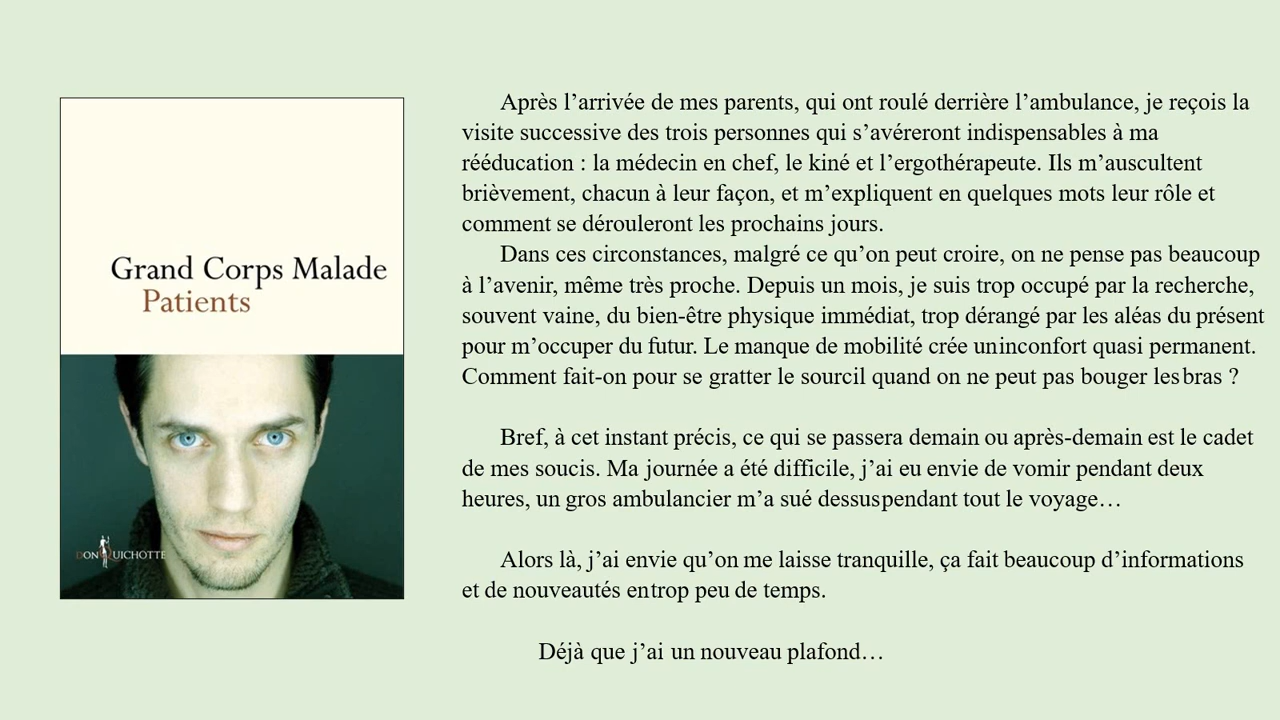 Grand Corps Malade
Patients
DON QUICHOTTE
Après l’arrivée de mes parents, qui ont roulé derrière l’ambulance, je reçois la
visite successive des trois personnes qui s’avéreront indispensables à ma
rééducation : la médecin en chef, le kiné et l’ergothérapeute. Ils m’auscultent
brièvement, chacun à leur façon, et m’expliquent en quelques mots leur rôle et
comment se dérouleront les prochains jours.
Dans ces circonstances, malgré ce qu’on peut croire, on ne pense pas beaucoup
à l’avenir, même très proche. Depuis un mois, je suis trop occupé par la recherche,
souvent vaine, du bien-être physique immédiat, trop dérangé par les aléas du présent
pour m’occuper du futur. Le manque de mobilité crée uninconfort quasi permanent.
Comment fait-on pour se gratter le sourcil quand on ne peut pas bouger les bras ?
Bref, à cet instant précis, ce qui se passera demain ou après-demain est le cadet
de mes soucis. Ma journée a été difficile, j’ai eu envie de vomir pendant deux
heures, un gros ambulancier m’a sué dessuspendant tout le voyage…
Alors là, j’ai envie qu’on me laisse tranquille, ça fait beaucoup d’informations
et de nouveautés entrop peu de temps.
Déjà que j’ai un nouveau plafond…